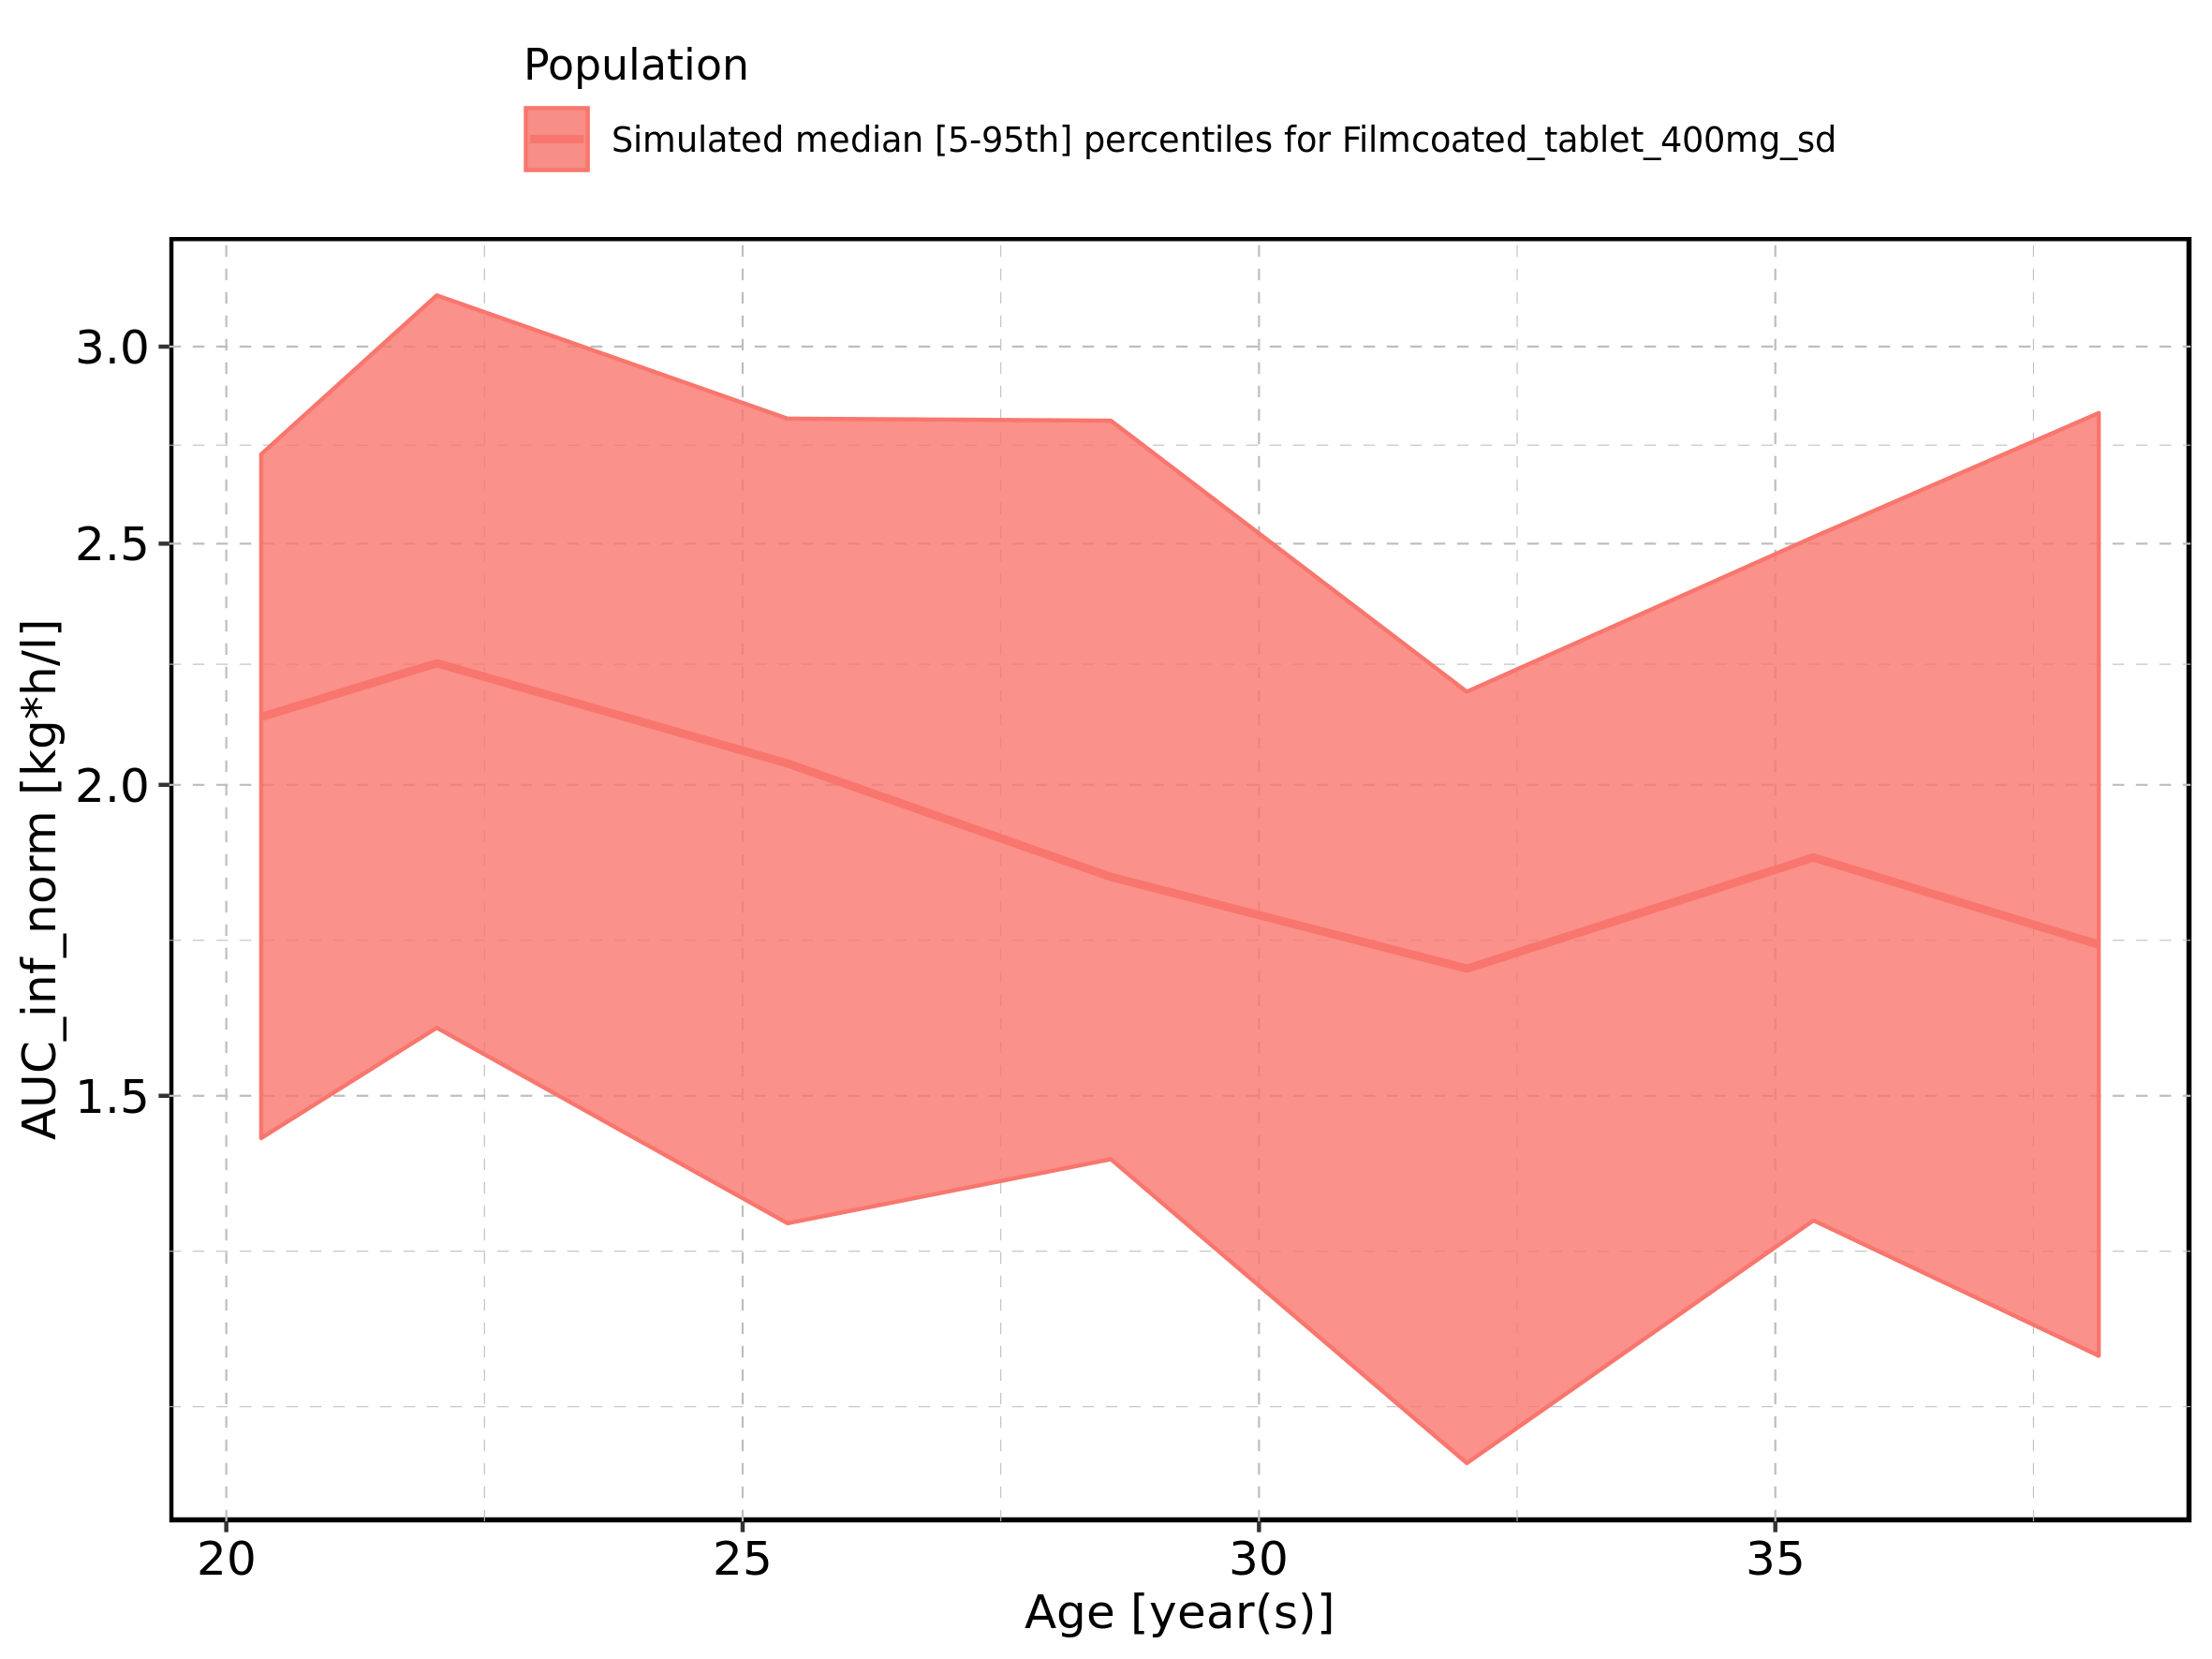 Population
Simulated median [5-95th] percentiles for Filmcoated_tablet_400mg_sd
AUC_inf_norm [kg*h/l]
3.0
2.5
2.0
1.5
20 25 30 35
Age [year(s)]